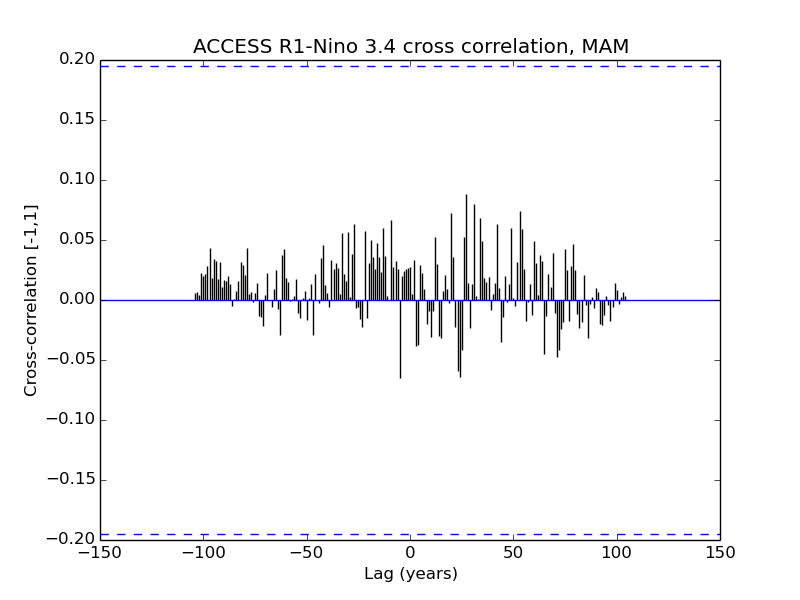 ACCESS R1-Nino 3.4 cross correlation, MAM
0.20
0.15
0.10
0.05
0.00
−0.05
−0.10
−0.15
−0.20
Cross-correlation [-1,1]
−150 −100 −50 0 50 100 150
Lag (years)